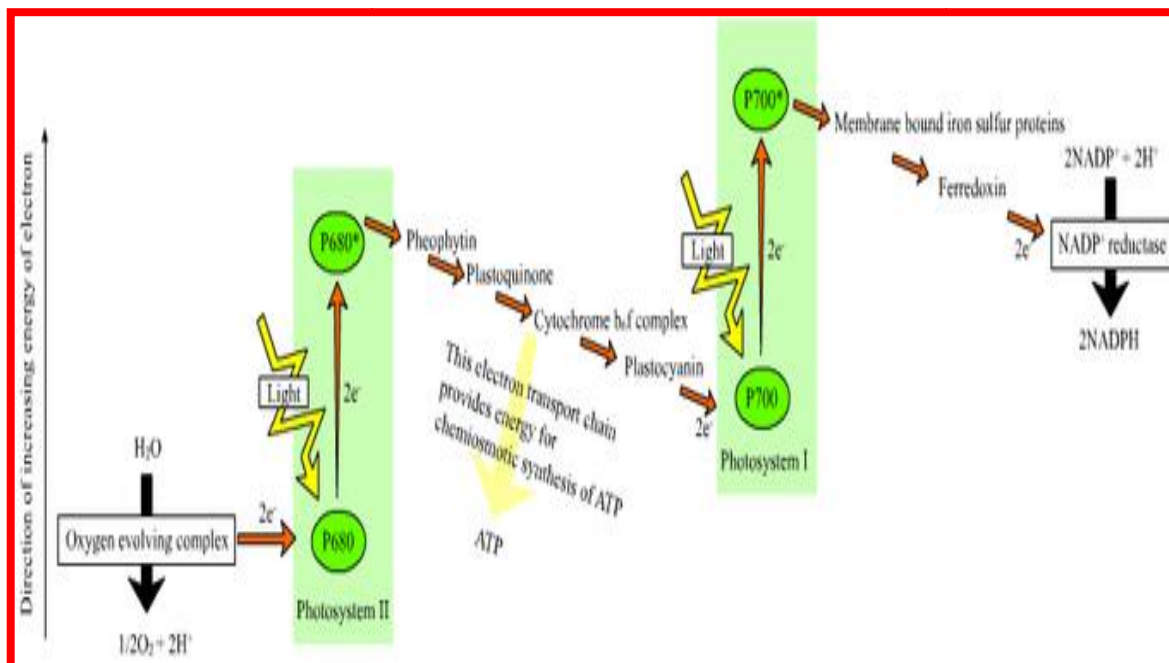 Direction of increasing energy of electron
H₂O
Oxygen evolving complex
1/2O₂ + 2H⁺
2e⁻
Light
2e⁻
P680*
P680
Photosystem II
Pheophytin
Plastoquinone
Cytochrome b₆f complex
Plastocyanin
2e⁻
This electron transport chain
provides energy for
chemiosmotic synthesis of ATP
ATP
Light
2e⁻
P700*
P700
Photosystem I
Membrane bound iron sulfur proteins
Ferredoxin
2e⁻
2NADP⁺ + 2H⁺
NADP⁺ reductase
2NADPH